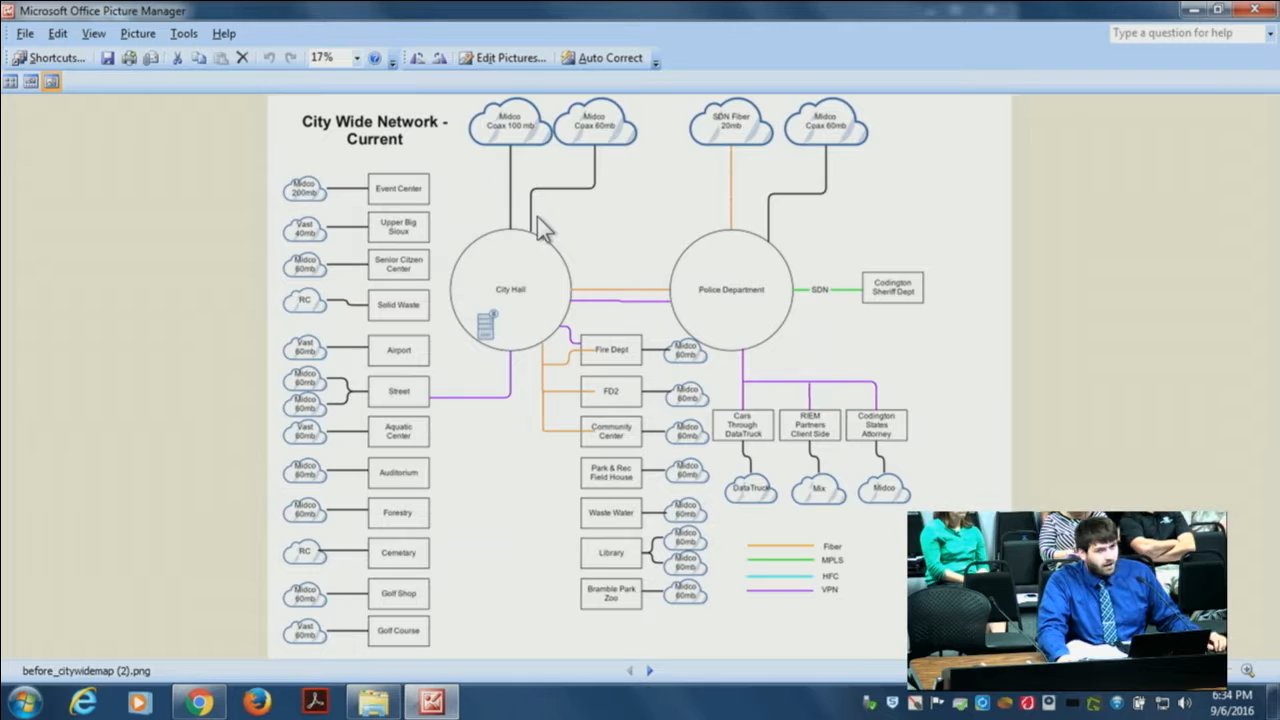 Microsoft Office Picture Manager
File Edit View Picture Tools Help
Type a question for help
Shortcuts...
17%
Edit Pictures...
Auto Correct
City Wide Network -
Current
Midco
Coax 100 mb
Midco
Coax 60mb
SDN Fiber
20mb
Midco
Coax 60mb
Midco
200mb
Event Center
Vast
40mb
Upper Big
Sioux
Midco
60mb
Senior Citzen
Center
RC
Solid Waste
Vast
60mb
Airport
Midco
60mb
Midco
60mb
Street
Vast
60mb
Aquatic
Center
Midco
60mb
Auditorium
Midco
60mb
Forestry
RC
Cemetary
Midco
60mb
Golf Shop
Vast
60mb
Golf Course
City Hall
Police Department
SDN
Codington
Sheriff Dept
Fire Dept
Midco
60mb
FD2
Midco
60mb
Community
Center
Midco
60mb
Park & Rec
Field House
Midco
60mb
Waste Water
Midco
60mb
Library
Midco
60mb
Midco
60mb
Bramble Park
Zoo
Midco
60mb
Cars
Through
DataTruck
RIEM
Partners
Client Side
Codington
States
Attorney
DataTruck
Mix
Midco
Fiber
MPLS
HFC
VPN
before_citywidemap (2).png
6:34 PM
9/6/2016